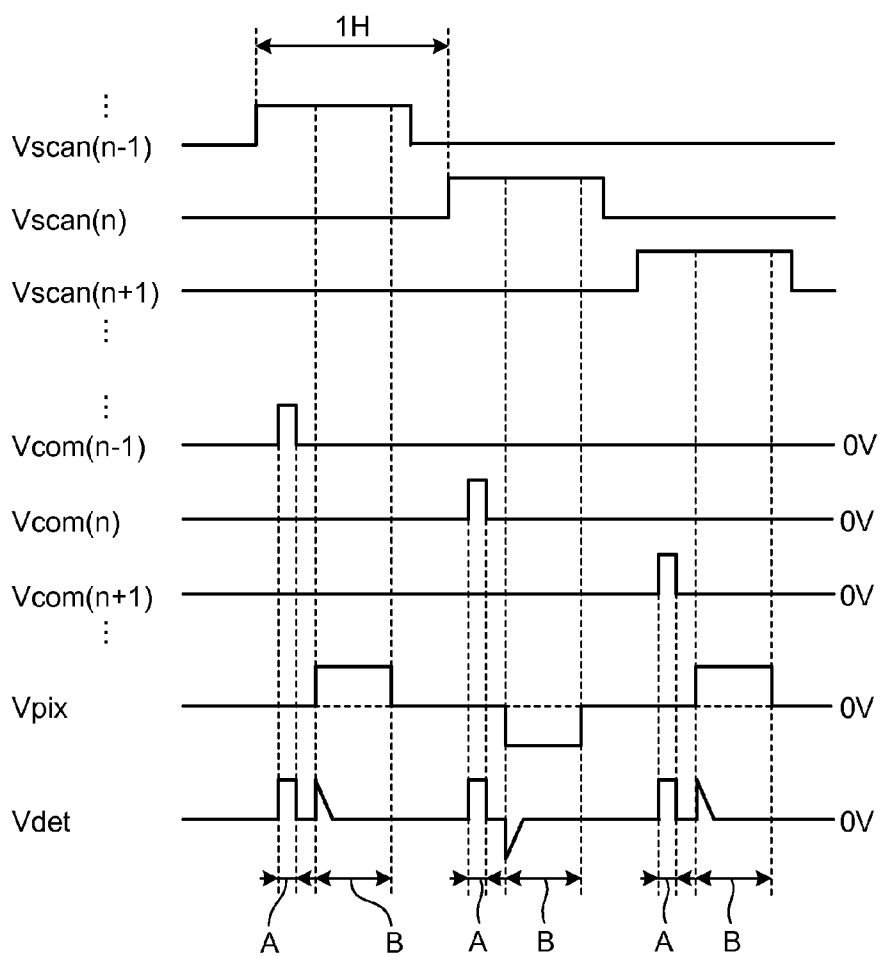 1H
⋮
Vscan(n-1)
Vscan(n)
Vscan(n+1)
⋮
⋮
Vcom(n-1) 0V
Vcom(n) 0V
Vcom(n+1) 0V
⋮
Vpix 0V
Vdet 0V
A B A B A B